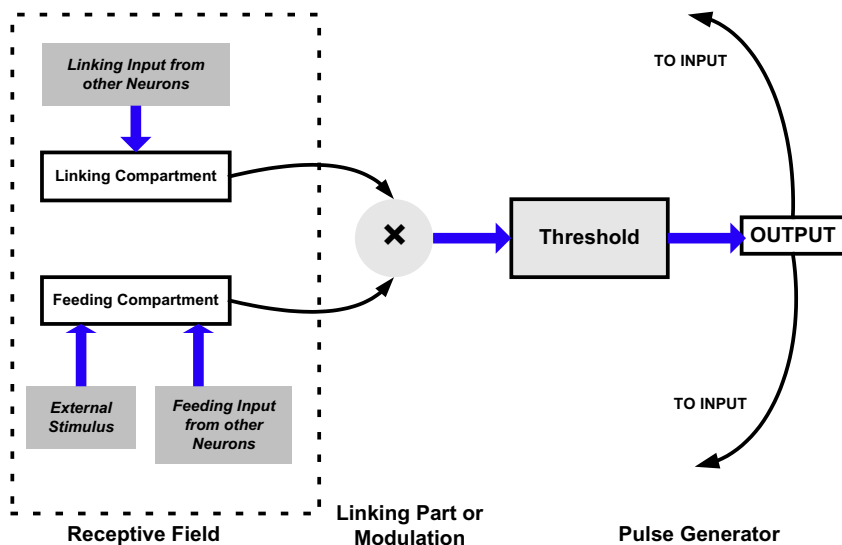 Linking Input from
other Neurons
Linking Compartment
Feeding Compartment
External
Stimulus
Feeding Input
from other
Neurons
Receptive Field
×
Linking Part or
Modulation
Threshold
TO INPUT
OUTPUT
TO INPUT
Pulse Generator